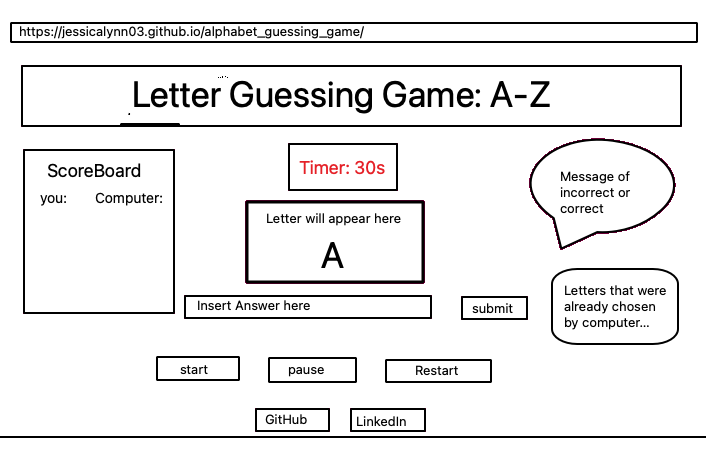 https://jessicalynn03.github.io/alphabet_guessing_game/
Letter Guessing Game: A-Z
ScoreBoard
you: Computer:
Timer: 30s
Letter will appear here
A
Message of
incorrect or
correct
Insert Answer here
submit
Letters that were
already chosen
by computer...
start
pause
Restart
GitHub
LinkedIn